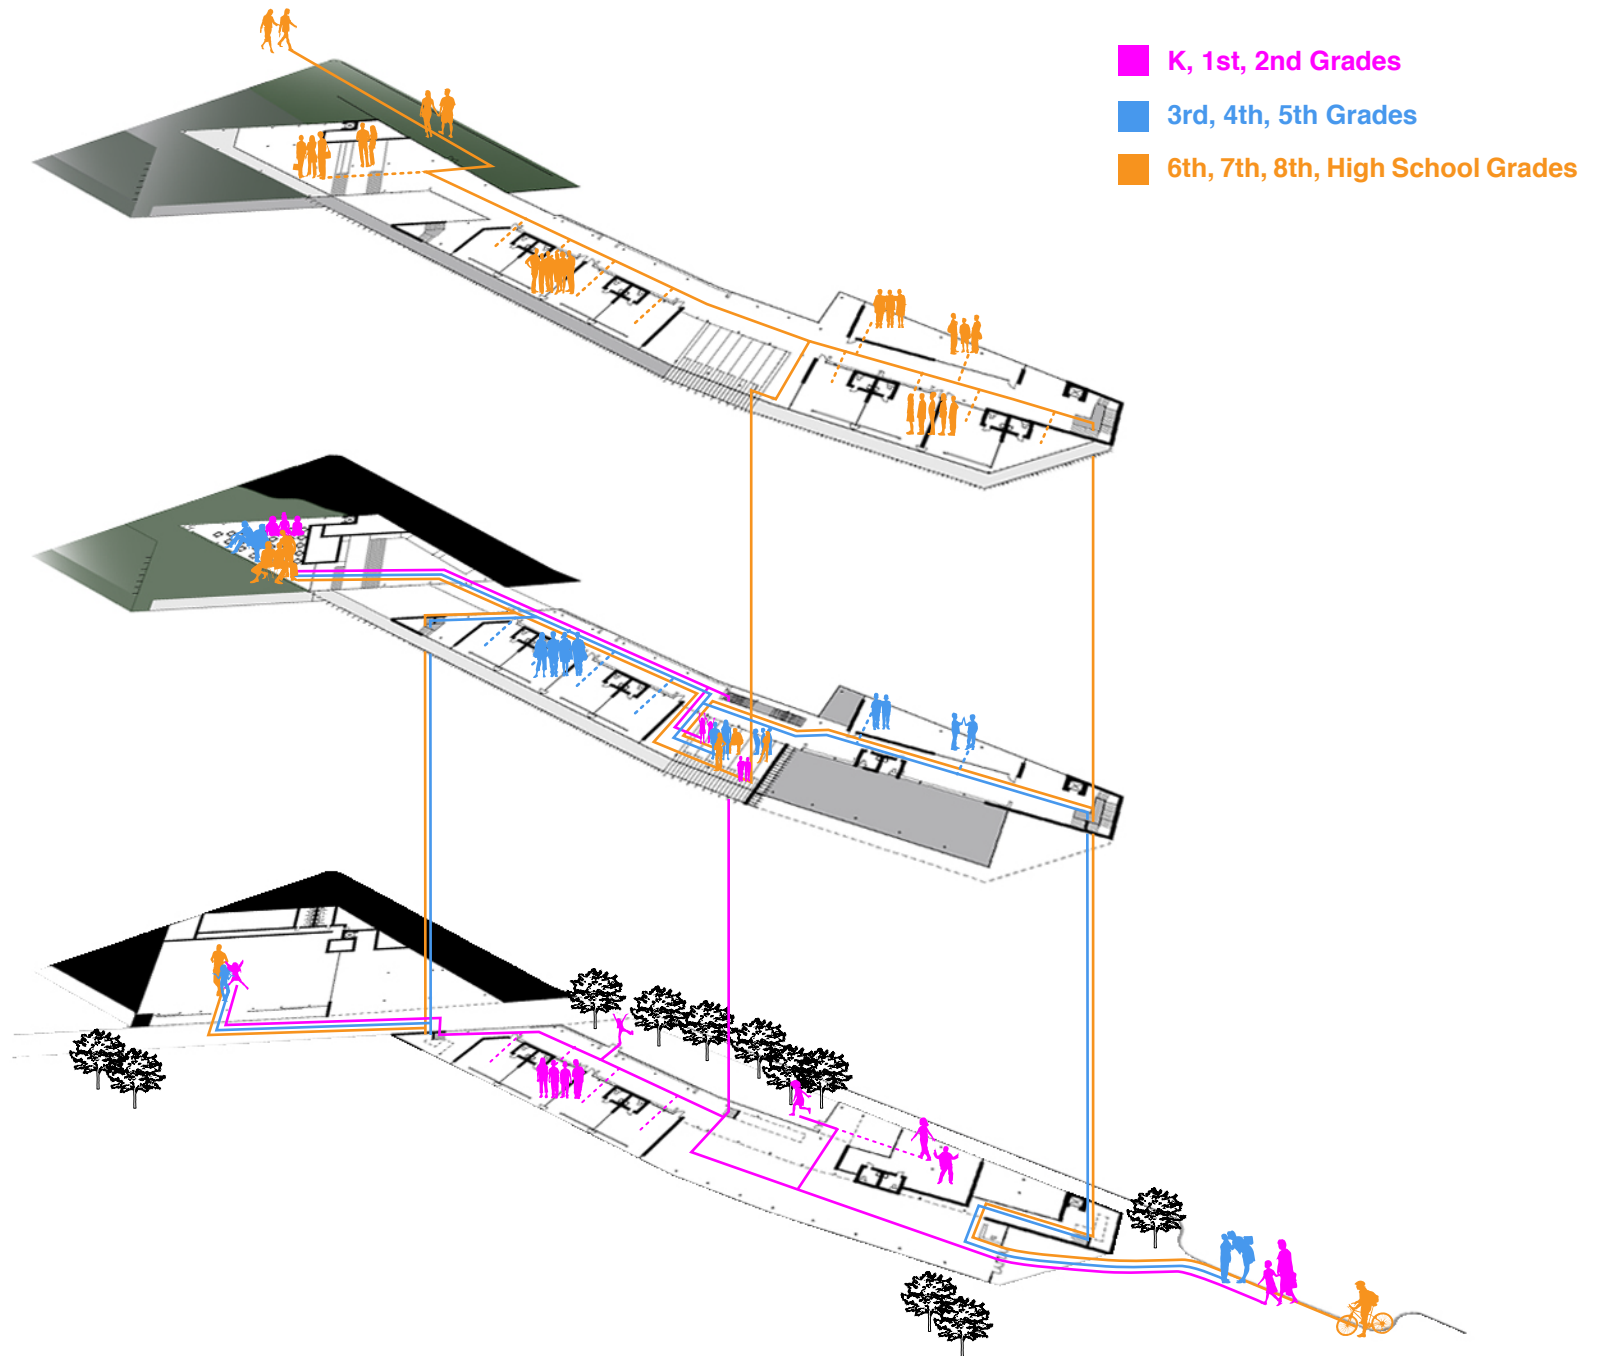 K, 1st, 2nd Grades
3rd, 4th, 5th Grades
6th, 7th, 8th, High School Grades